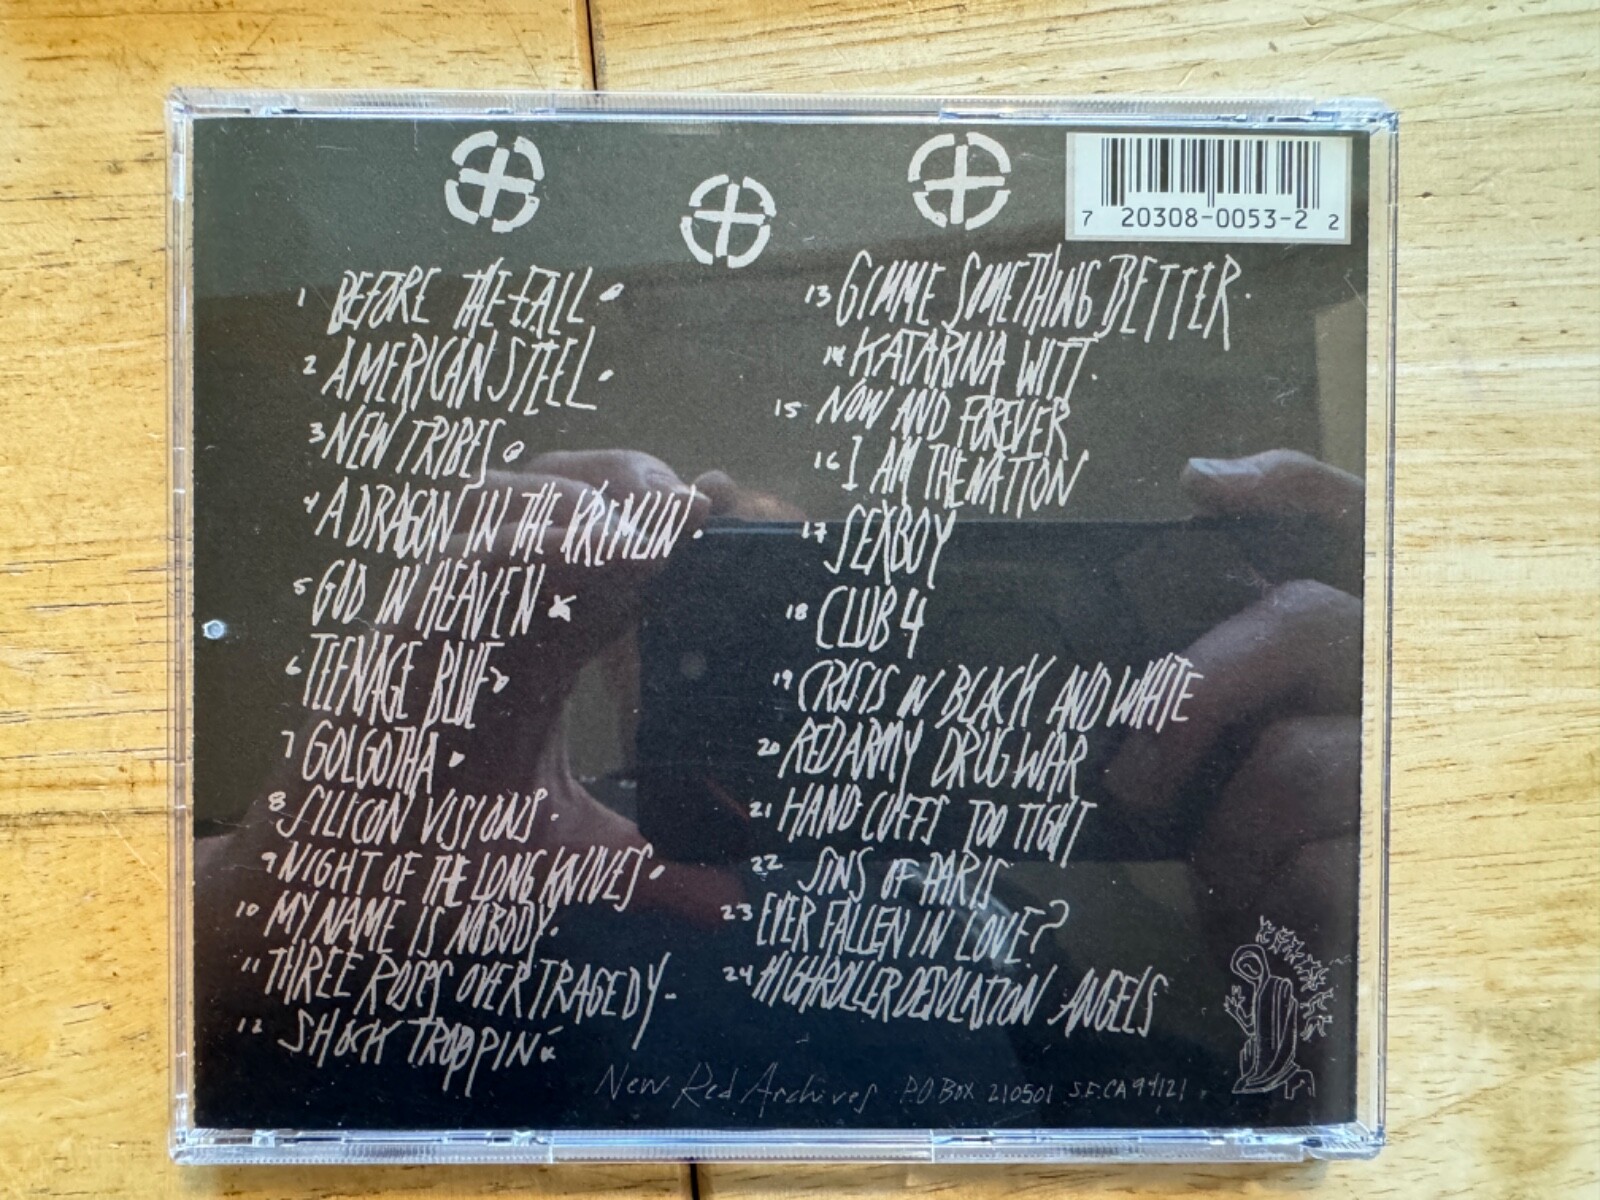 7 20308-0053-2 2
1 BEFORE THE FALL
2 AMERICAN STEEL
3 NEW TRIBES
4 A DRAGON IN THE KREMLIN
5 GOD IN HEAVEN
6 TEENAGE BLUE
7 GOLGOTHA
8 SILICON VISIONS
9 NIGHT OF THE LONG KNIVES
10 MY NAME IS NOBODY
11 THREE ROSES OVER TRAGEDY
12 SHOCK TROPPIN
13 GIMME SOMETHING BETTER
14 KATARINA WITT
15 NOW AND FOREVER
16 I AM THE NATION
17 SEXBOY
18 CLUB 4
19 CRISIS IN BLACK AND WHITE
20 RED ARMY DRUG WAR
21 HAND CUFFS TOO TIGHT
22 SINS OF PARIS
23 EVER FALLEN IN LOVE?
24 HIGHROLLER DESOLATION ANGELS
New Red Archives P.O. BOX 210501 S.F. CA 94121